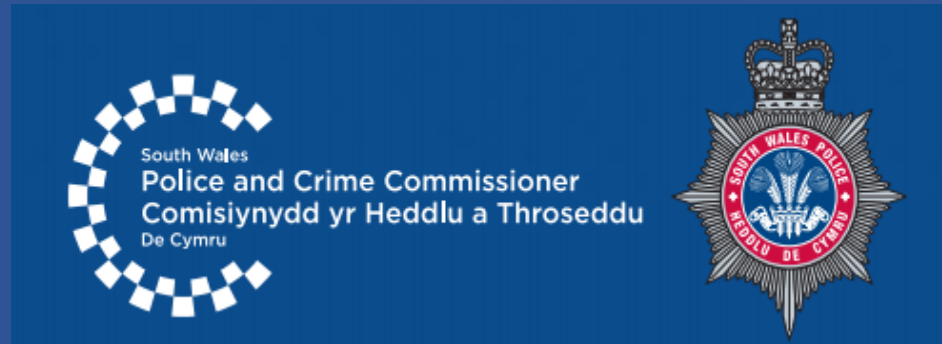 South Wales
Police and Crime Commissioner
Comisiynydd yr Heddlu a Throseddu
De Cymru
SOUTH WALES POLICE
HEDDLU DE CYMRU